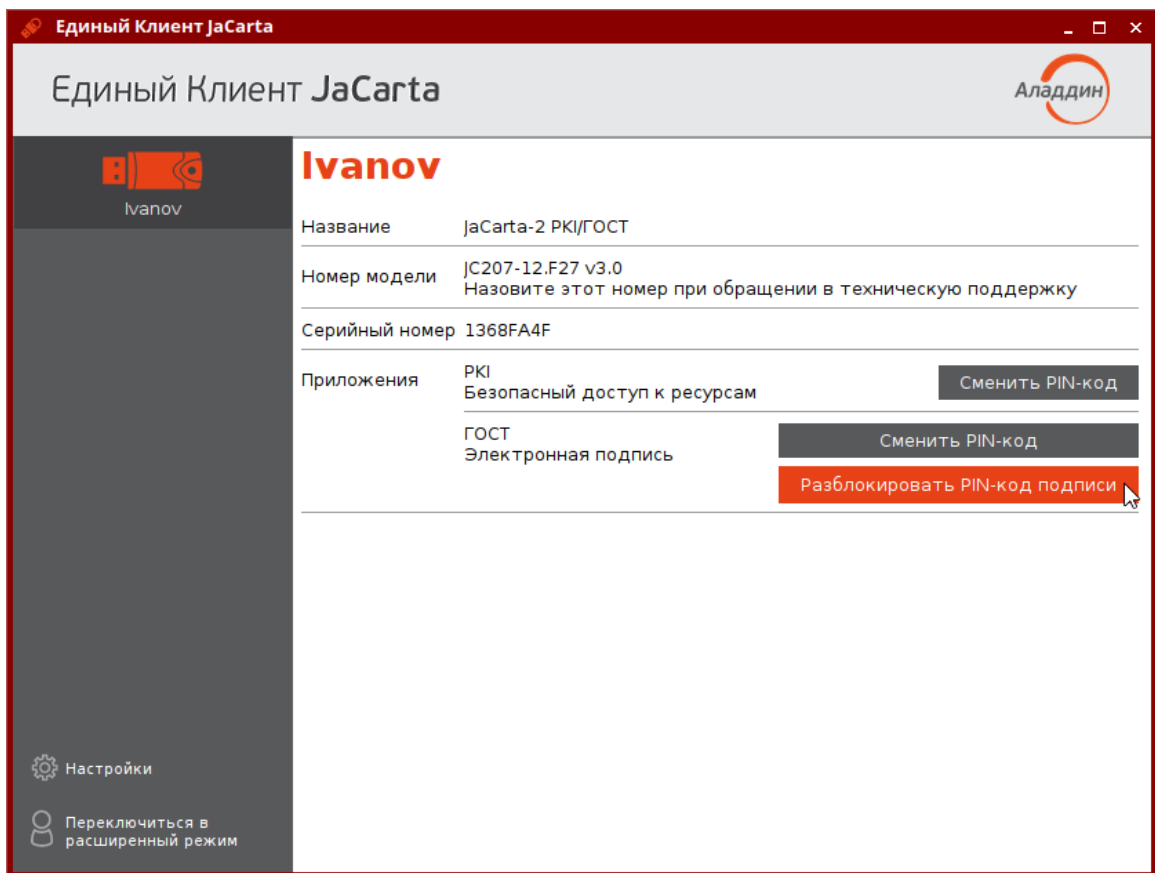 Единый Клиент JaCarta
Единый Клиент JaCarta
Аладдин
Ivanov
Ivanov
Название JaCarta-2 PKI/ГОСТ
Номер модели JC207-12.F27 v3.0
Назовите этот номер при обращении в техническую поддержку
Серийный номер 1368FA4F
Приложения PKI
Безопасный доступ к ресурсам
Сменить PIN-код
ГОСТ
Электронная подпись
Сменить PIN-код
Разблокировать PIN-код подписи
Настройки
Переключиться в
расширенный режим